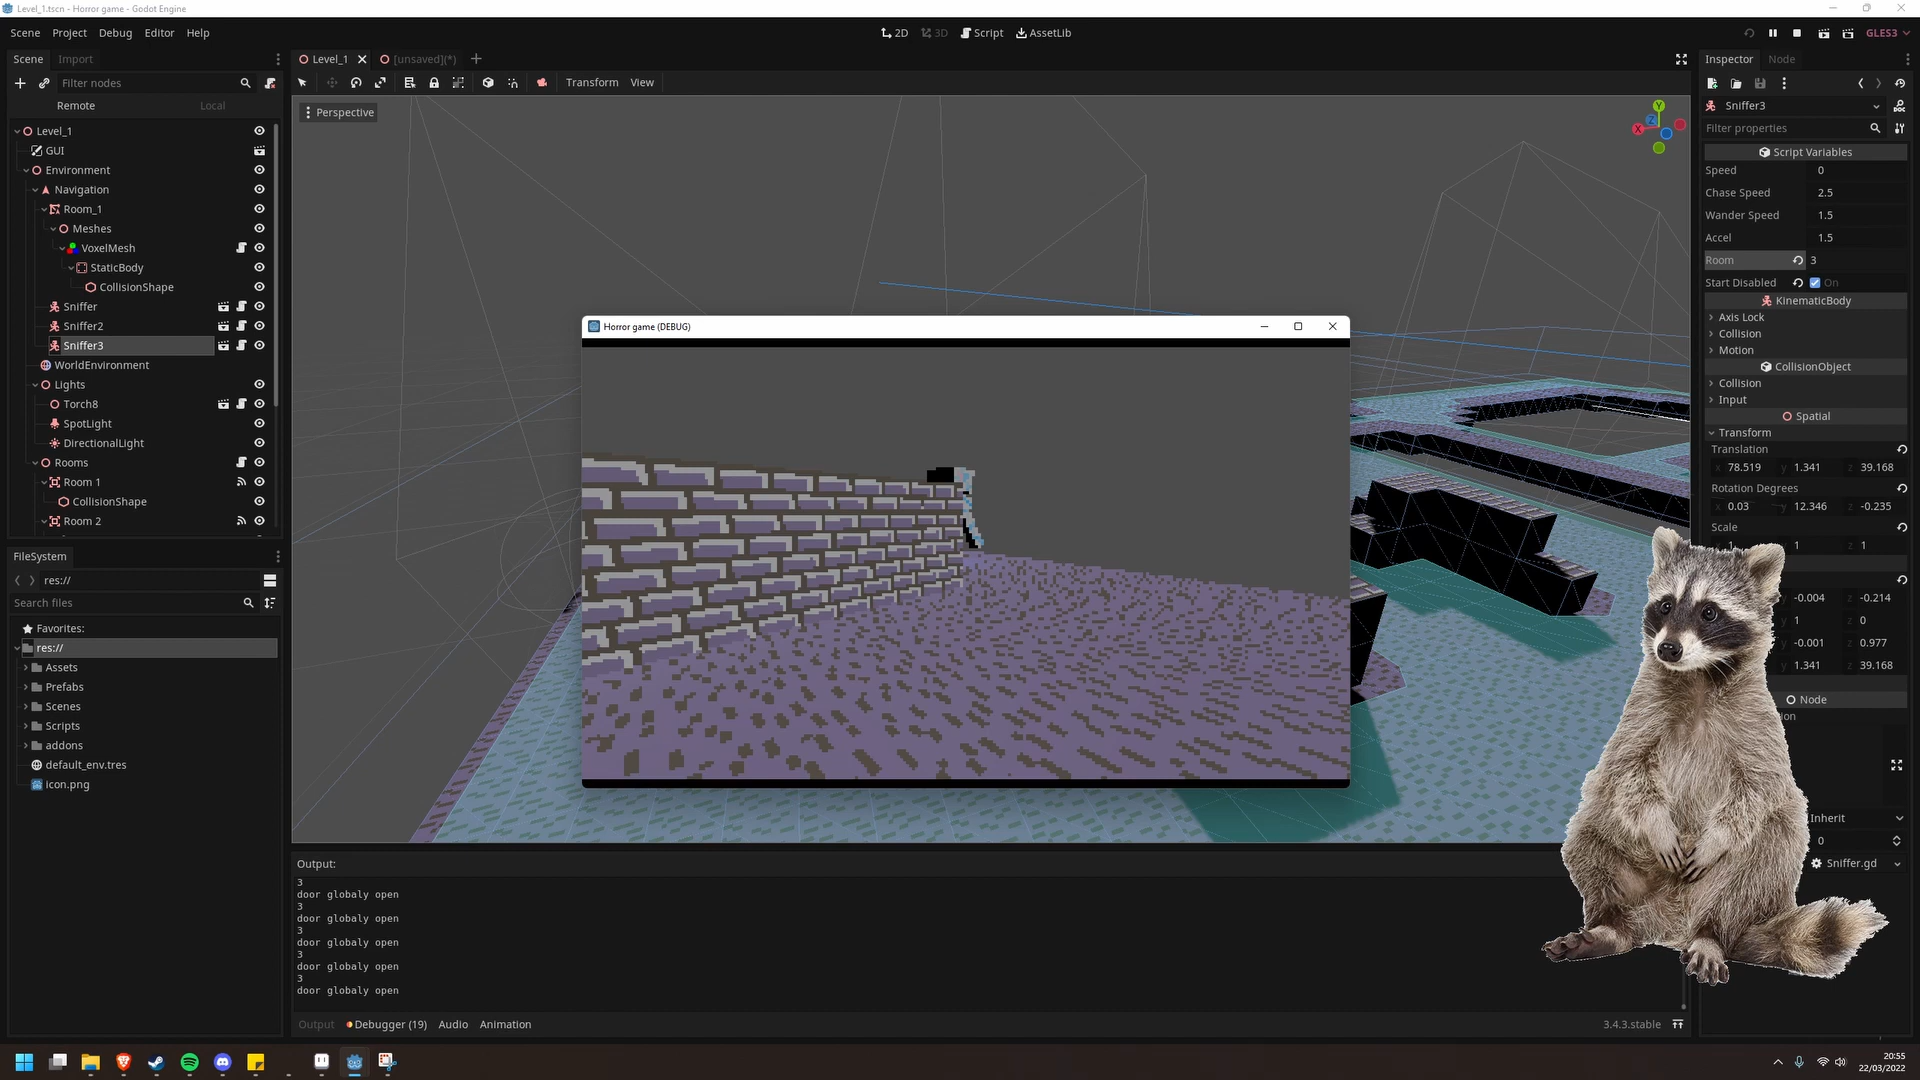 Level_1.tscn - Horror game - Godot Engine
Scene Project Debug Editor Help
2D 3D Script AssetLib
GLES3
Scene Import
Filter nodes
Remote Local
Level_1
GUI
Environment
Navigation
Room_1
Meshes
VoxelMesh
StaticBody
CollisionShape
Sniffer
Sniffer2
Sniffer3
WorldEnvironment
Lights
Torch8
SpotLight
DirectionalLight
Rooms
Room 1
CollisionShape
Room 2
FileSystem
res://
Search files
Favorites:
res://
Assets
Prefabs
Scenes
Scripts
addons
default_env.tres
icon.png
Level_1 [unsaved](*)
Transform View
Perspective
Y
X
Z
Horror game (DEBUG)
Output:
3
door globaly open
3
door globaly open
3
door globaly open
3
door globaly open
3
door globaly open
Output Debugger (19) Audio Animation
3.4.3.stable
Inspector Node
Sniffer3
Filter properties
Script Variables
Speed 0
Chase Speed 2.5
Wander Speed 1.5
Accel 1.5
Room 3
Start Disabled On
KinematicBody
Axis Lock
Collision
Motion
CollisionObject
Collision
Input
Spatial
Transform
Translation
x 78.519 y 1.341 z 39.168
Rotation Degrees
x 0.03 y 12.346 z -0.235
Scale
x 1 y 1 z 1
y -0.004 z -0.214
y 1 z 0
y -0.001 z 0.977
y 1.341 z 39.168
Node
Inherit
0
Sniffer.gd
20:55
22/03/2022